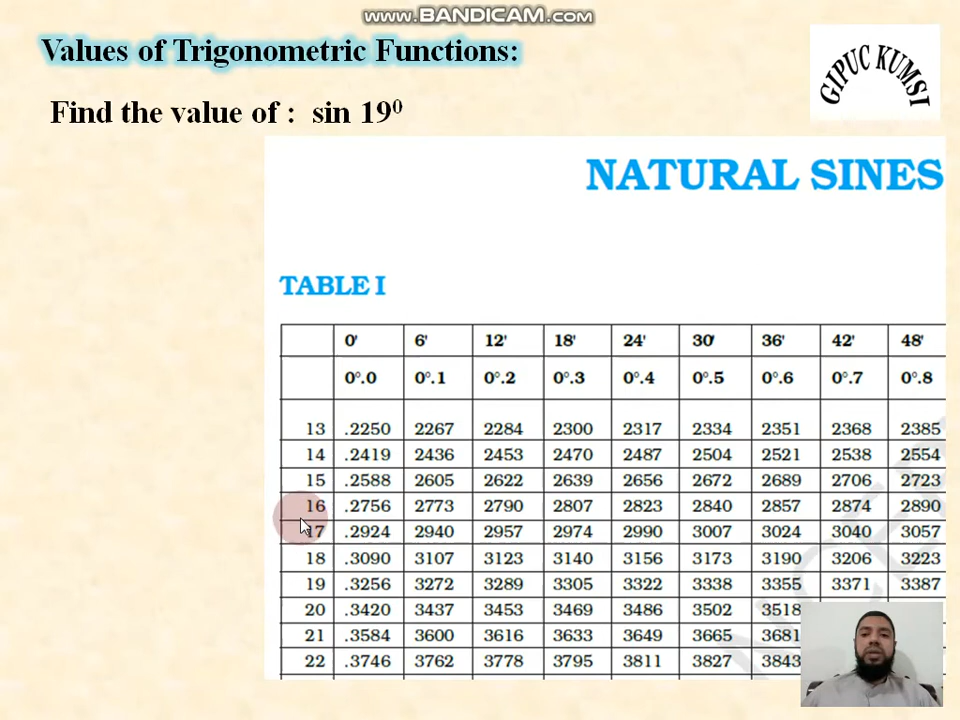 www.BANDICAM.com
Values of Trigonometric Functions:
GIPUC KUMSI
Find the value of : sin 19⁰
NATURAL SINES
TABLE I
0' 6' 12' 18' 24' 30' 36' 42' 48'
0°.0 0°.1 0°.2 0°.3 0°.4 0°.5 0°.6 0°.7 0°.8
13 .2250 2267 2284 2300 2317 2334 2351 2368 2385
14 .2419 2436 2453 2470 2487 2504 2521 2538 2554
15 .2588 2605 2622 2639 2656 2672 2689 2706 2723
16 .2756 2773 2790 2807 2823 2840 2857 2874 2890
17 .2924 2940 2957 2974 2990 3007 3024 3040 3057
18 .3090 3107 3123 3140 3156 3173 3190 3206 3223
19 .3256 3272 3289 3305 3322 3338 3355 3371 3387
20 .3420 3437 3453 3469 3486 3502 3518
21 .3584 3600 3616 3633 3649 3665 3681
22 .3746 3762 3778 3795 3811 3827 3843